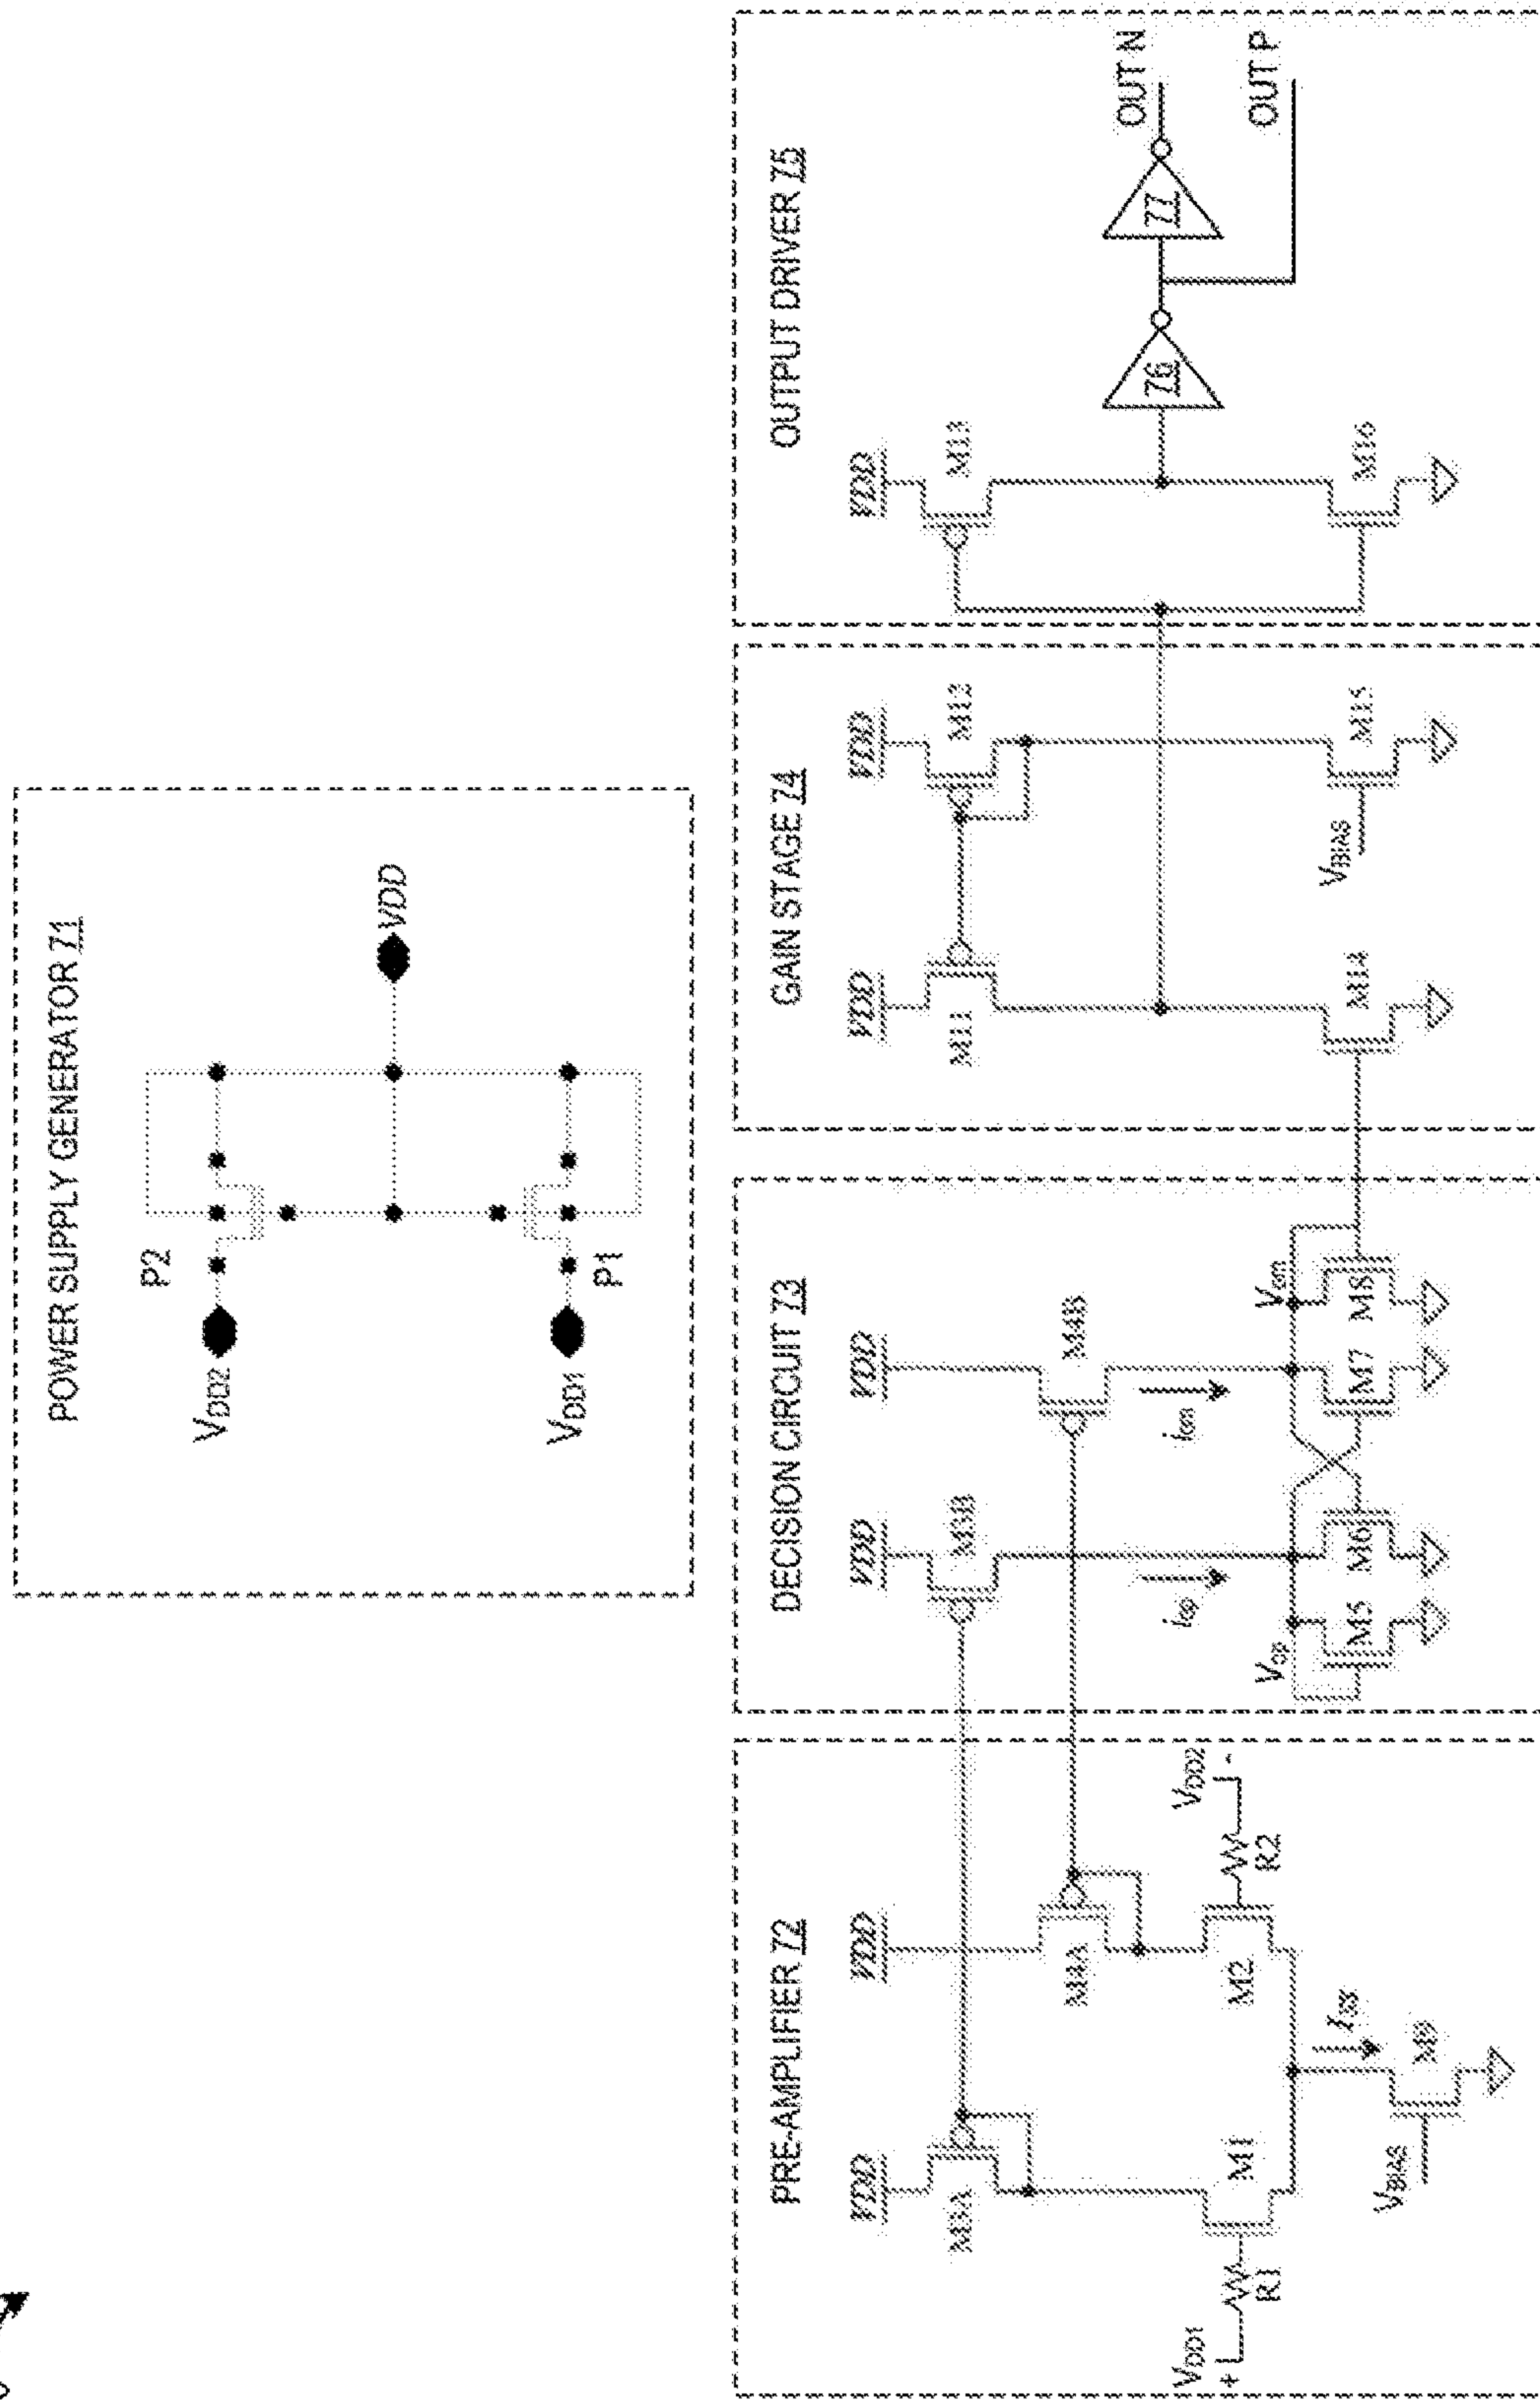 POWER SUPPLY GENERATOR 71
VDD2
P2
VDD
VDD1
P1
PRE-AMPLIFIER 72
VDD
VDD
M3A
M4A
VDD1
+
R1
M1
M2
R2
VDD2
-
ISS
VBIAS
M9
DECISION CIRCUIT 73
VDD
VDD
M3B
M4B
iop
ion
Vop
Von
M5
M6
M7
M8
GAIN STAGE 74
VDD
VDD
M11
M12
VBIAS
M14
M15
OUTPUT DRIVER 75
VDD
M13
76
77
OUT N
OUT P
M16